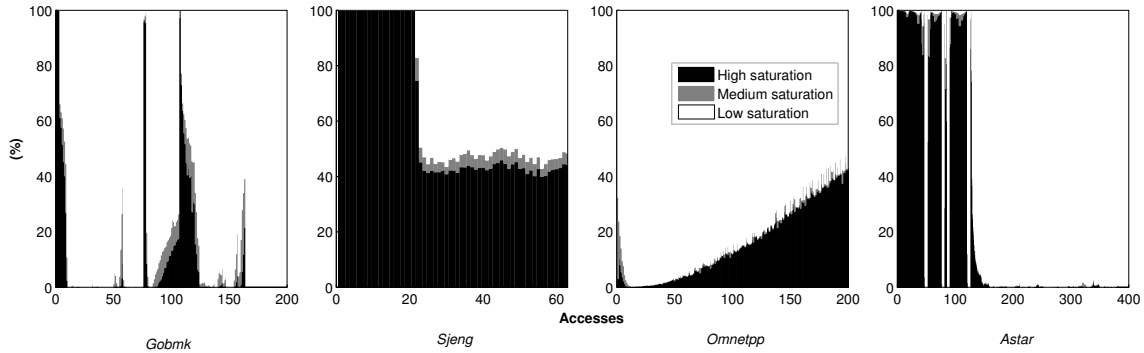 100 100 100 100
80 80 80 80
60 60 60 60
40 40 40 40
20 20 20 20
0 0 0 0
(%)
High saturation
Medium saturation
Low saturation
0 50 100 150 200
0 20 40 60
0 50 100 150 200
0 100 200 300 400
Accesses
Gobmk Sjeng Omnetpp Astar